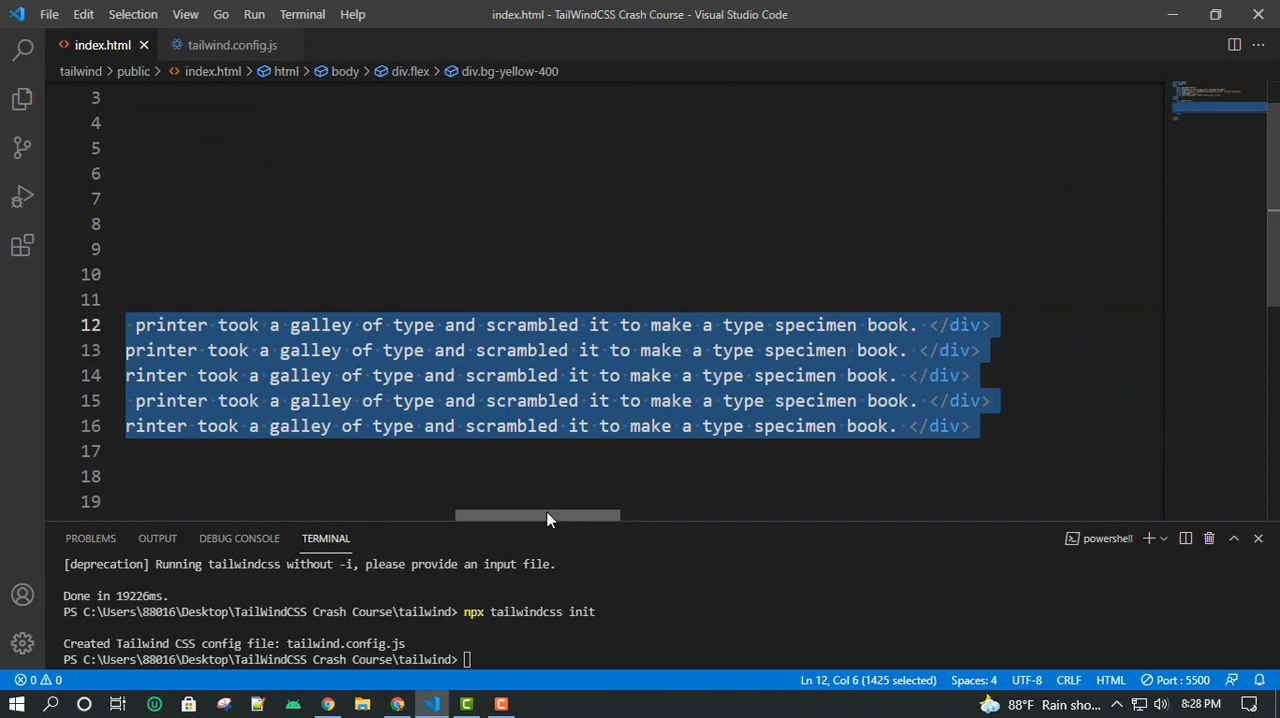 File Edit Selection View Go Run Terminal Help index.html - TailWindCSS Crash Course - Visual Studio Code
index.html tailwind.config.js
tailwind > public > index.html > html > body > div.flex > div.bg-yellow-400
3
4
5
6
7
8
9
10
11
12 printer took a galley of type and scrambled it to make a type specimen book. </div>
13 printer took a galley of type and scrambled it to make a type specimen book. </div>
14 rinter took a galley of type and scrambled it to make a type specimen book. </div>
15 printer took a galley of type and scrambled it to make a type specimen book. </div>
16 rinter took a galley of type and scrambled it to make a type specimen book. </div>
17
18
19
PROBLEMS OUTPUT DEBUG CONSOLE TERMINAL powershell
[deprecation] Running tailwindcss without -i, please provide an input file.
Done in 19226ms.
PS C:\Users\88016\Desktop\TailWindCSS Crash Course\tailwind> npx tailwindcss init
Created Tailwind CSS config file: tailwind.config.js
PS C:\Users\88016\Desktop\TailWindCSS Crash Course\tailwind>
0 0 Ln 12, Col 6 (1425 selected) Spaces: 4 UTF-8 CRLF HTML Port : 5500
88°F Rain sho... 8:28 PM